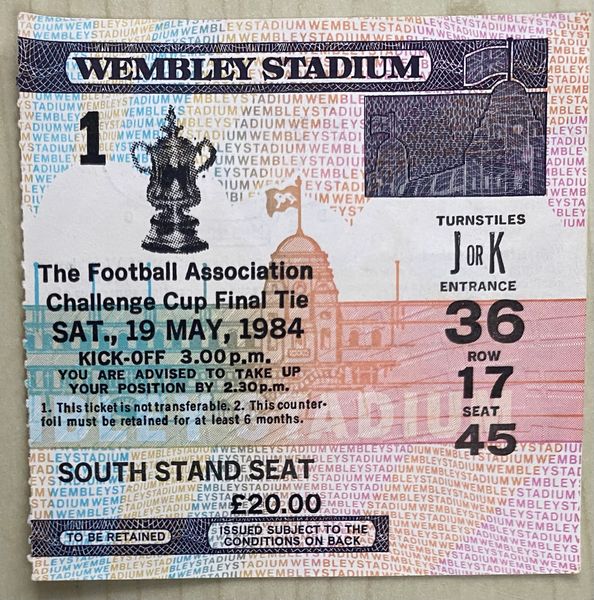 WEMBLEY STADIUM
1
The Football Association
Challenge Cup Final Tie
SAT., 19 MAY, 1984
KICK-OFF 3.00 p.m.
YOU ARE ADVISED TO TAKE UP
YOUR POSITION BY 2.30 p.m.
1. This ticket is not transferable. 2. This counter-
foil must be retained for at least 6 months.
SOUTH STAND SEAT
£20.00
TO BE RETAINED
ISSUED SUBJECT TO THE
CONDITIONS ON BACK
TURNSTILES
J OR K
ENTRANCE
36
ROW
17
SEAT
45